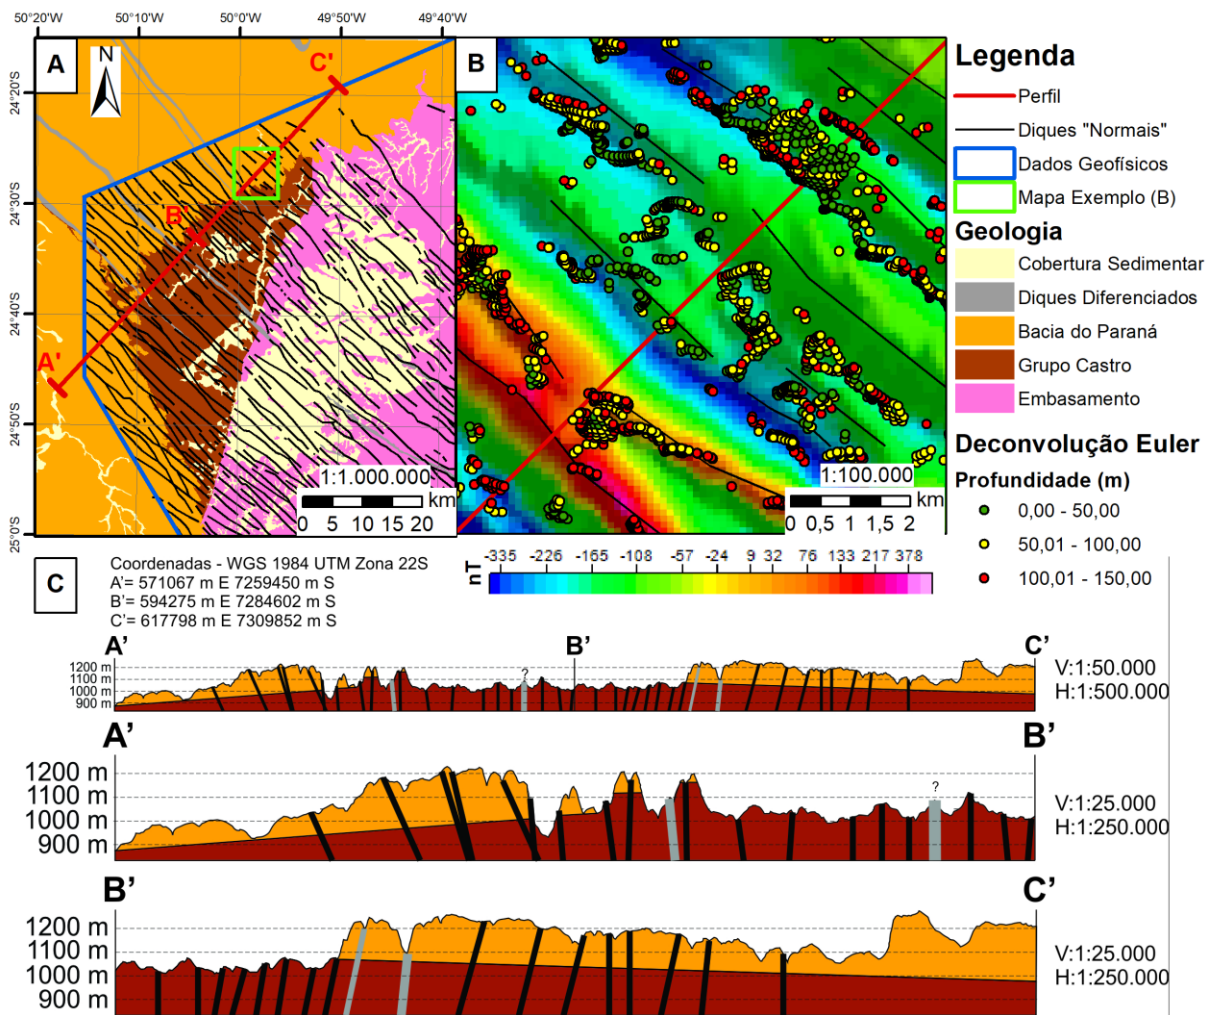 50°20'W 50°10'W 50°00'W 49°50'W 49°40'W
A
N
C'
B'
A'
24°20'S
24°30'S
24°40'S
24°50'S
25°0'S
1:1.000.000
km
0 5 10 15 20
B
1:100.000
km
0 0,5 1 1,5 2
Legenda
Perfil
Diques "Normais"
Dados Geofísicos
Mapa Exemplo (B)
Geologia
Cobertura Sedimentar
Diques Diferenciados
Bacia do Paraná
Grupo Castro
Embasamento
Deconvolução Euler
Profundidade (m)
0,00 - 50,00
50,01 - 100,00
100,01 - 150,00
nT
-335 -226 -165 -108 -57 -24 9 32 76 133 217 378
C
Coordenadas - WGS 1984 UTM Zona 22S
A'= 571067 m E 7259450 m S
B'= 594275 m E 7284602 m S
C'= 617798 m E 7309852 m S
A' B' C'
1200 m
1100 m
1000 m
900 m
?
V:1:50.000
H:1:500.000
A' B'
1200 m
1100 m
1000 m
900 m
?
V:1:25.000
H:1:250.000
B' C'
1200 m
1100 m
1000 m
900 m
V:1:25.000
H:1:250.000